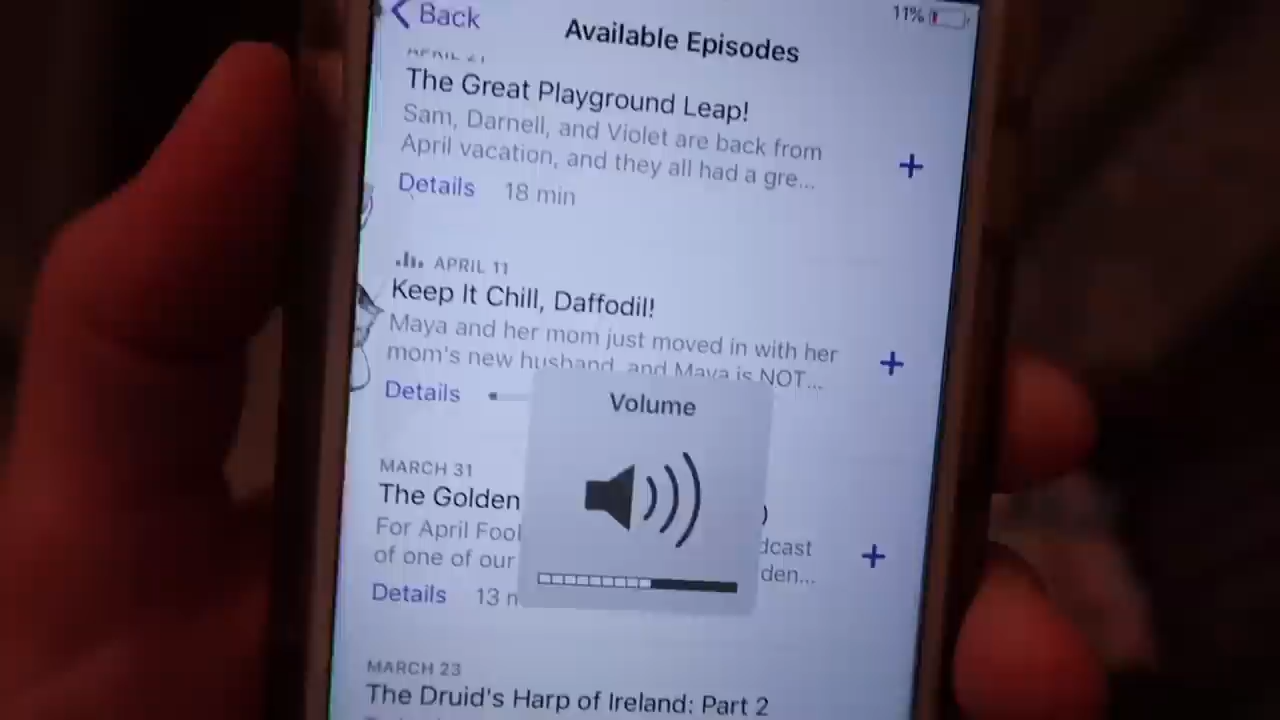 Back
11%
Available Episodes
APRIL 21
The Great Playground Leap!
Sam, Darnell, and Violet are back from
April vacation, and they all had a gre...
Details 18 min
APRIL 11
Keep It Chill, Daffodil!
Maya and her mom just moved in with her
mom's new husband, and Maya is NOT...
Details
Volume
MARCH 31
The Golden )
For April Fool dcast
of one of our den...
Details 13 m
MARCH 23
The Druid's Harp of Ireland: Part 2